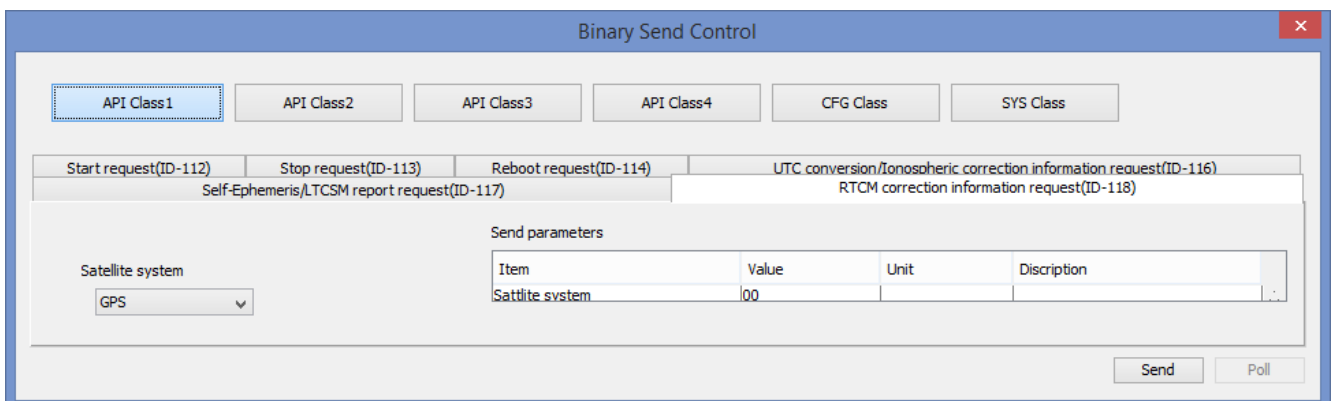 Binary Send Control
API Class1 API Class2 API Class3 API Class4 CFG Class SYS Class
Start request(ID-112) Stop request(ID-113) Reboot request(ID-114) UTC conversion/Ionospheric correction information request(ID-116)
Self-Ephemeris/LTCSM report request(ID-117) RTCM correction information request(ID-118)
Send parameters
Satellite system
GPS
Item Value Unit Discription
Sattlite system 00
Send Poll